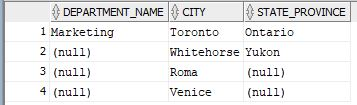 DEPARTMENT_NAME CITY STATE_PROVINCE
1 Marketing Toronto Ontario
2 (null) Whitehorse Yukon
3 (null) Roma (null)
4 (null) Venice (null)